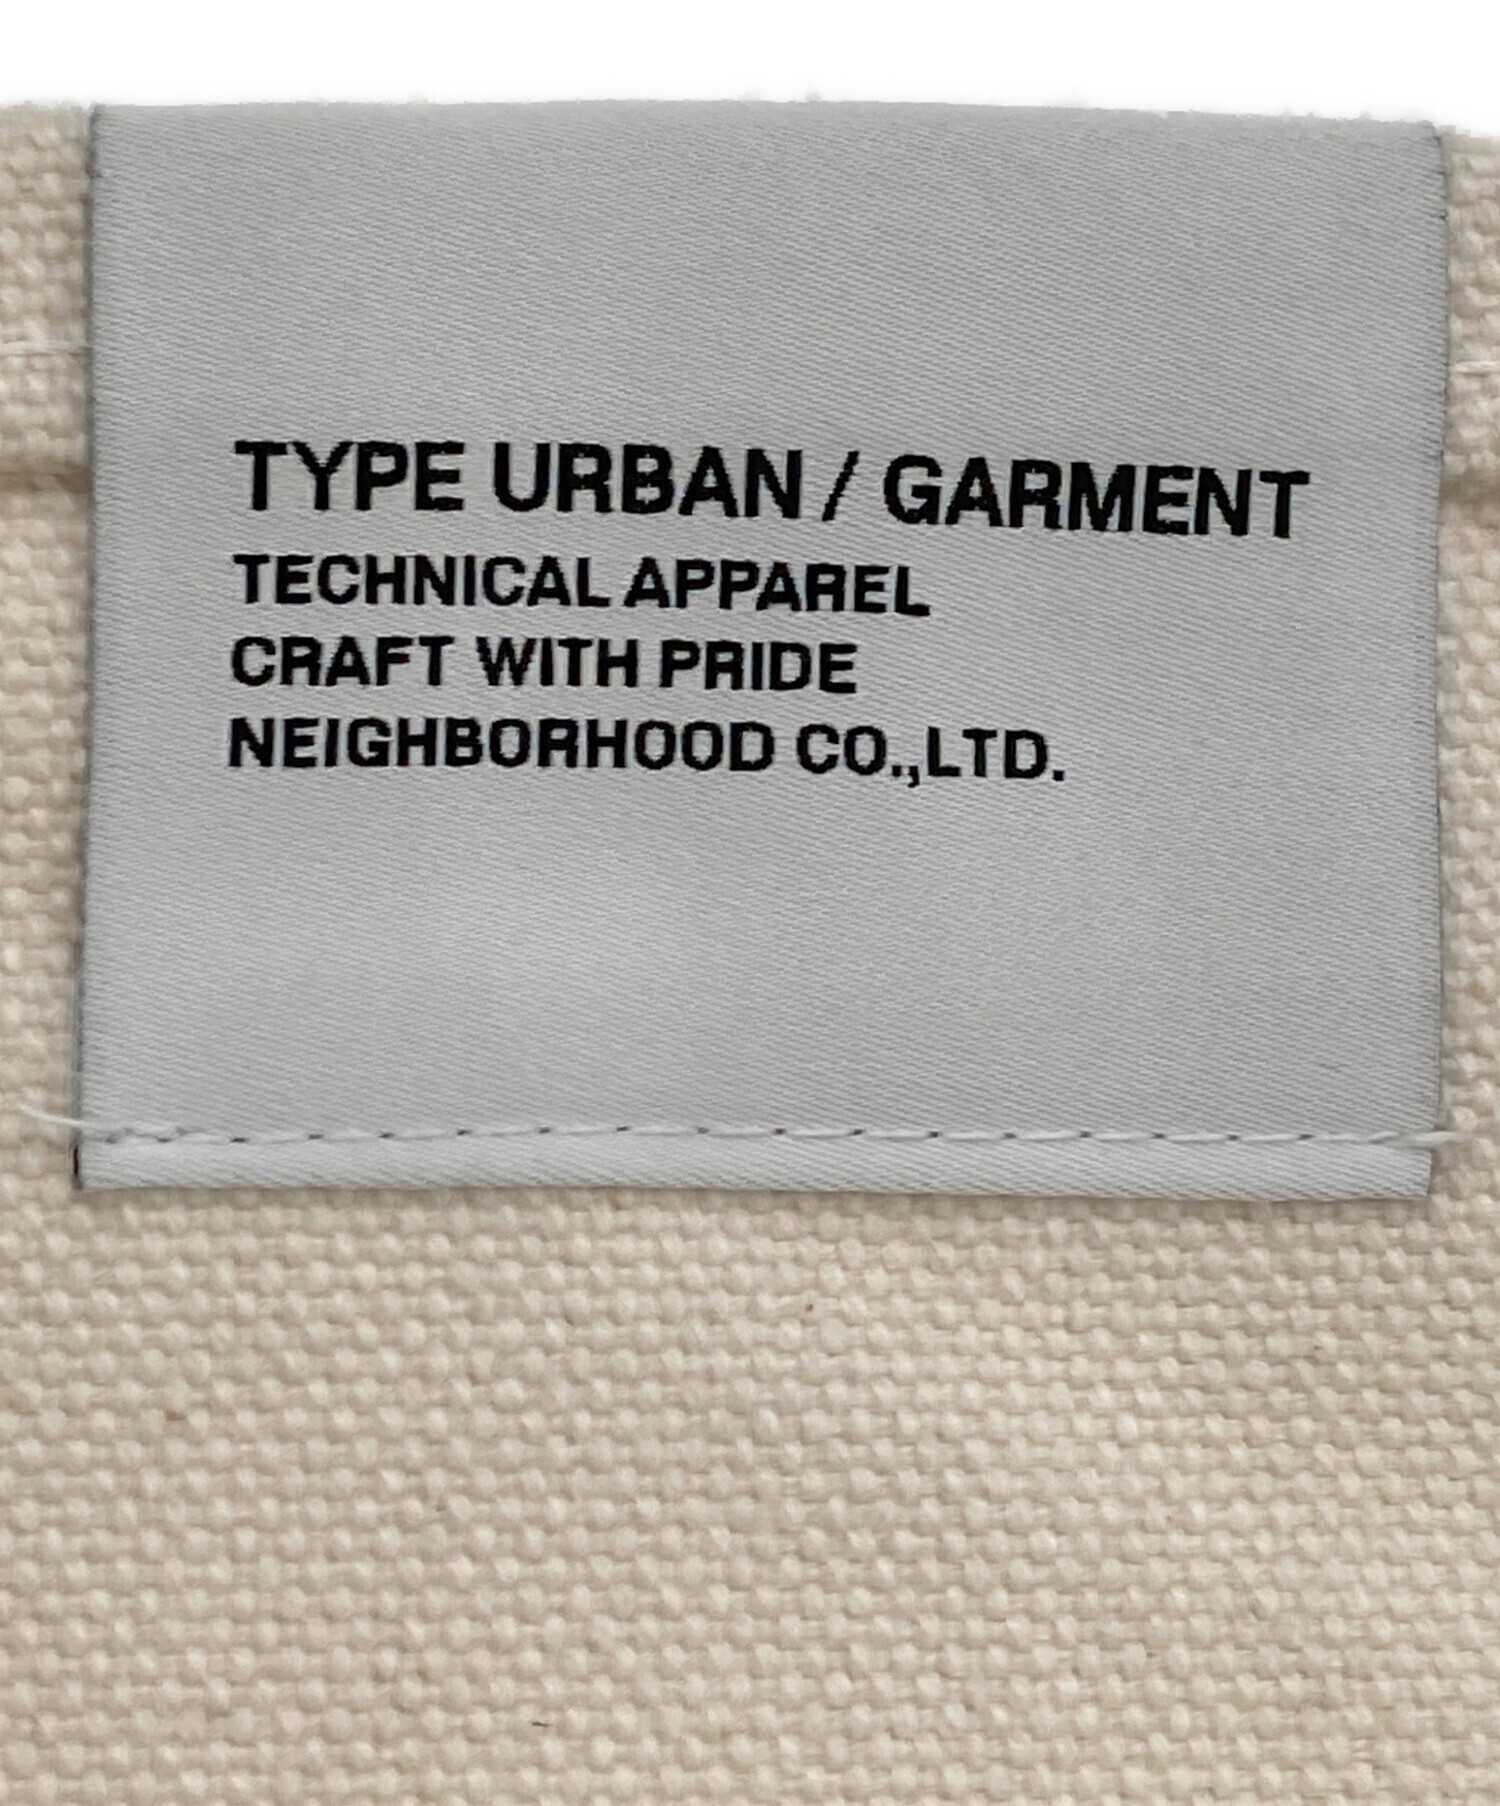 TYPE URBAN / GARMENT
TECHNICAL APPAREL
CRAFT WITH PRIDE
NEIGHBORHOOD CO.,LTD.